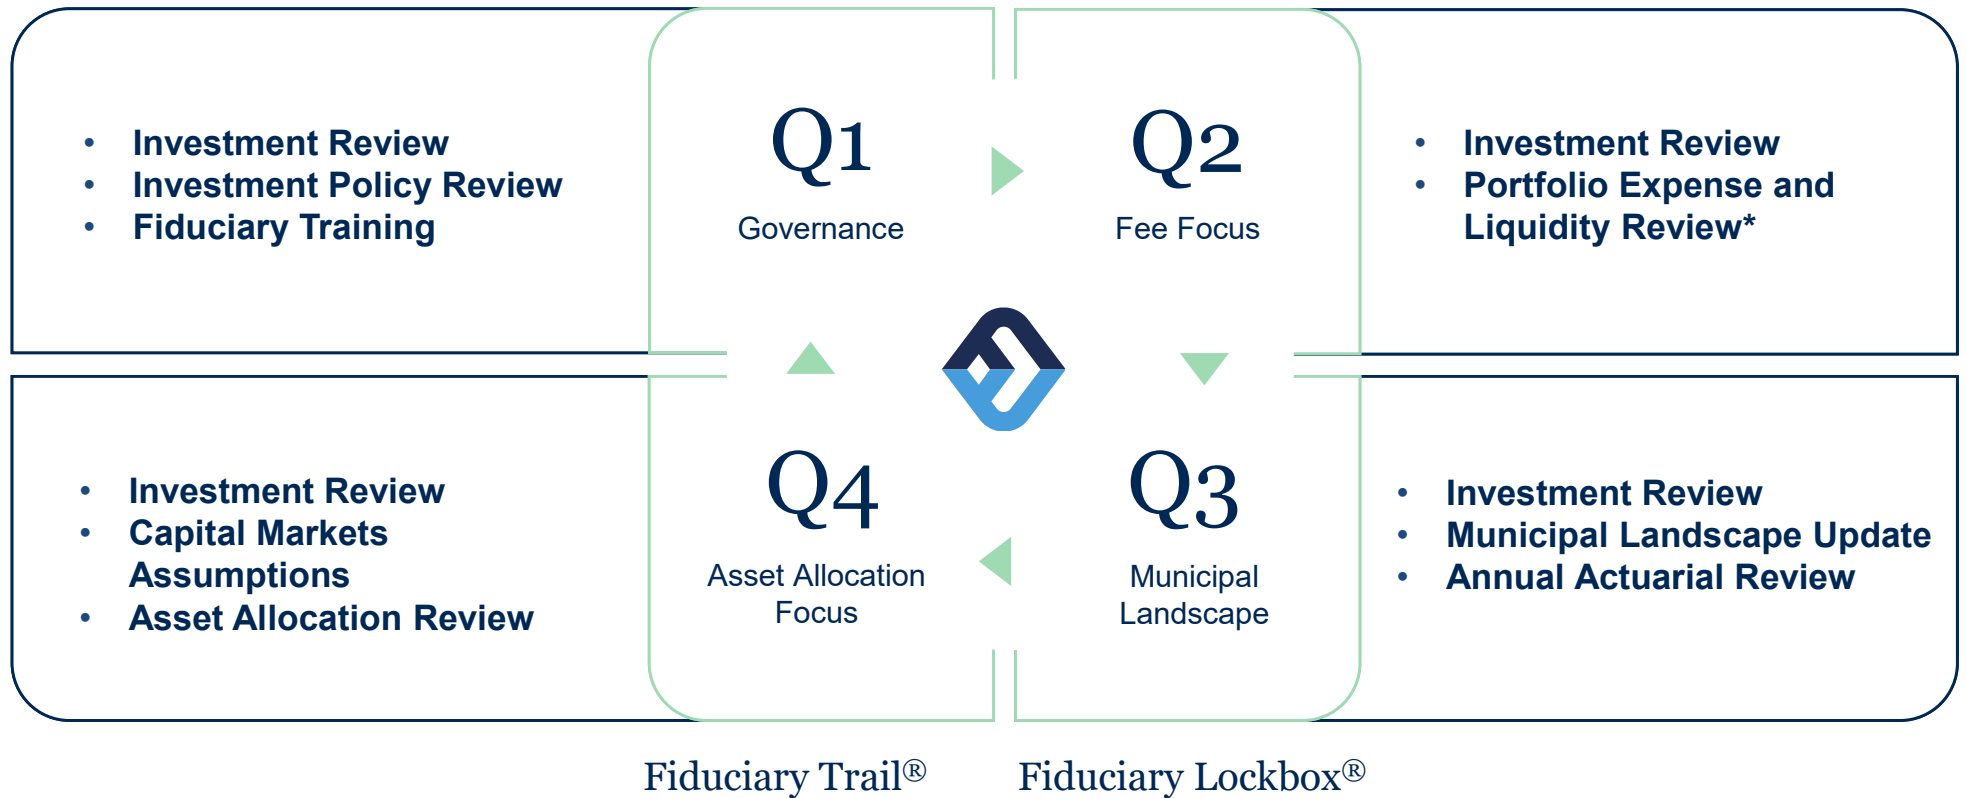 • Investment Review
• Investment Policy Review
• Fiduciary Training
Q1
Governance
Q2
Fee Focus
• Investment Review
• Portfolio Expense and
Liquidity Review*
• Investment Review
• Capital Markets
Assumptions
• Asset Allocation Review
Q4
Asset Allocation
Focus
Q3
Municipal
Landscape
• Investment Review
• Municipal Landscape Update
• Annual Actuarial Review
Fiduciary Trail®
Fiduciary Lockbox®